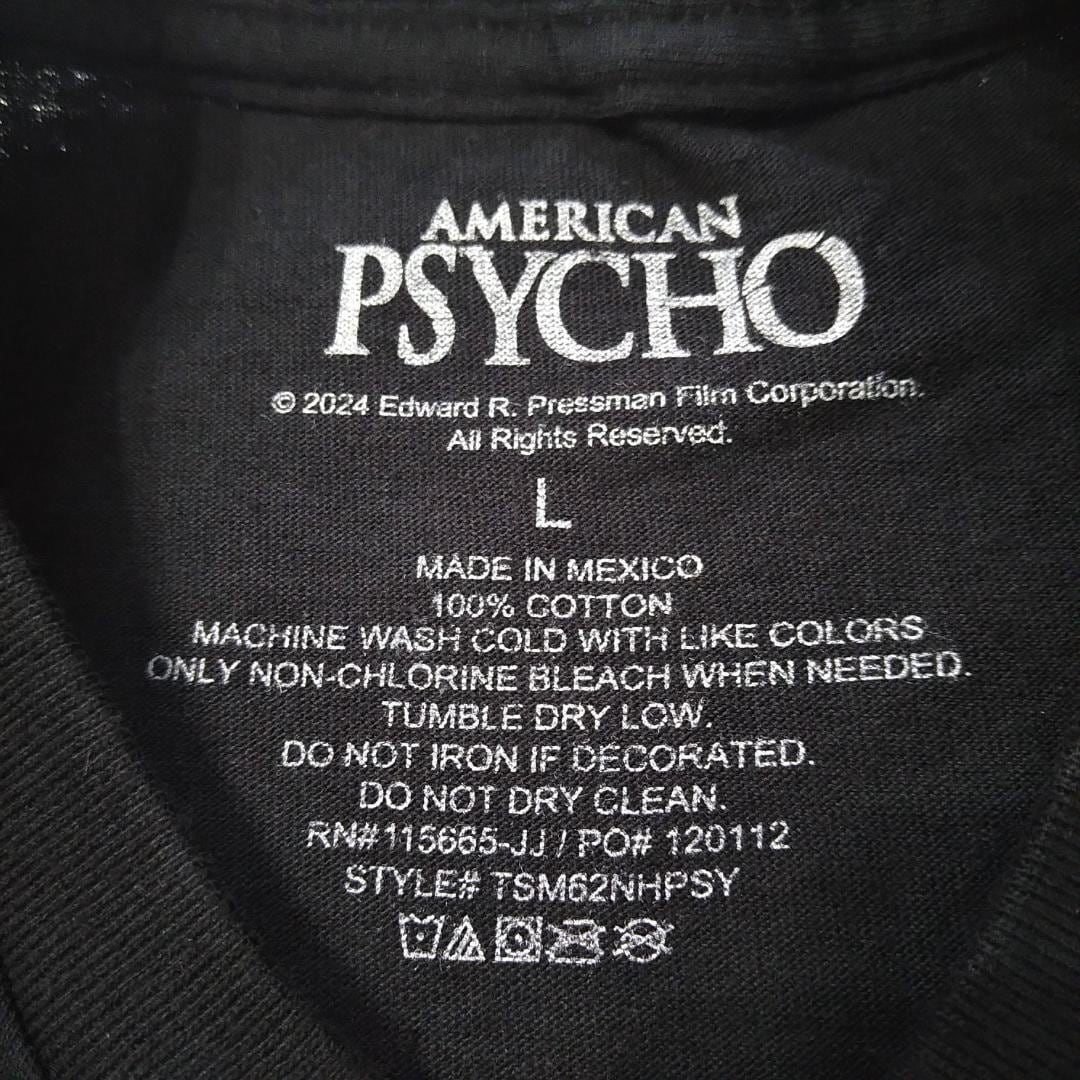 AMERICAN
PSYCHO
© 2024 Edward R. Pressman Film Corporation.
All Rights Reserved.
L
MADE IN MEXICO
100% COTTON
MACHINE WASH COLD WITH LIKE COLORS
ONLY NON-CHLORINE BLEACH WHEN NEEDED.
TUMBLE DRY LOW.
DO NOT IRON IF DECORATED.
DO NOT DRY CLEAN.
RN#115665-JJ / PO# 120112
STYLE# TSM62NHPSY